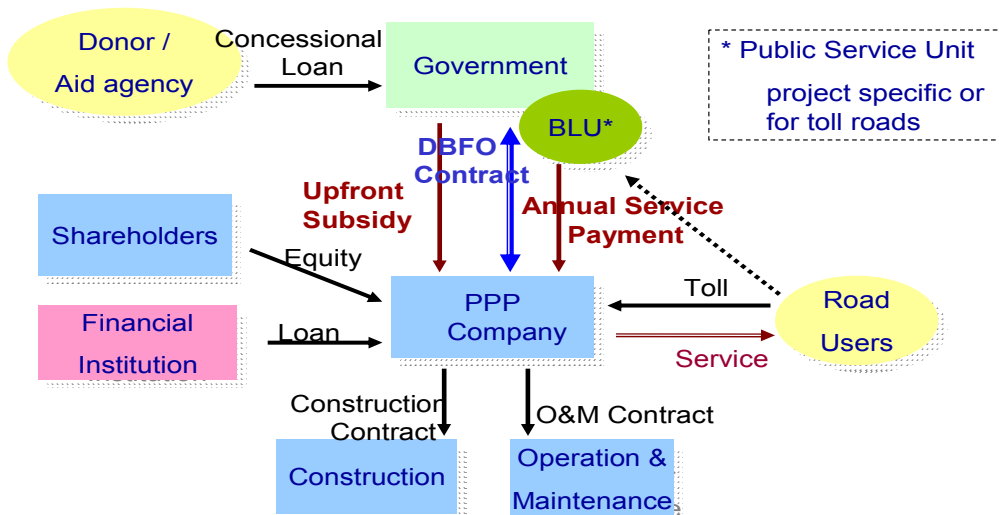 Donor /
Aid agency
Concessional
Loan
Government
* Public Service Unit
project specific or
for toll roads
BLU*
DBFO
Contract
Upfront
Subsidy
Annual Service
Payment
Shareholders
Equity
PPP
Company
Toll
Road
Users
Financial
Institution
Loan
Service
Construction
Contract
O&M Contract
Construction
Operation &
Maintenance